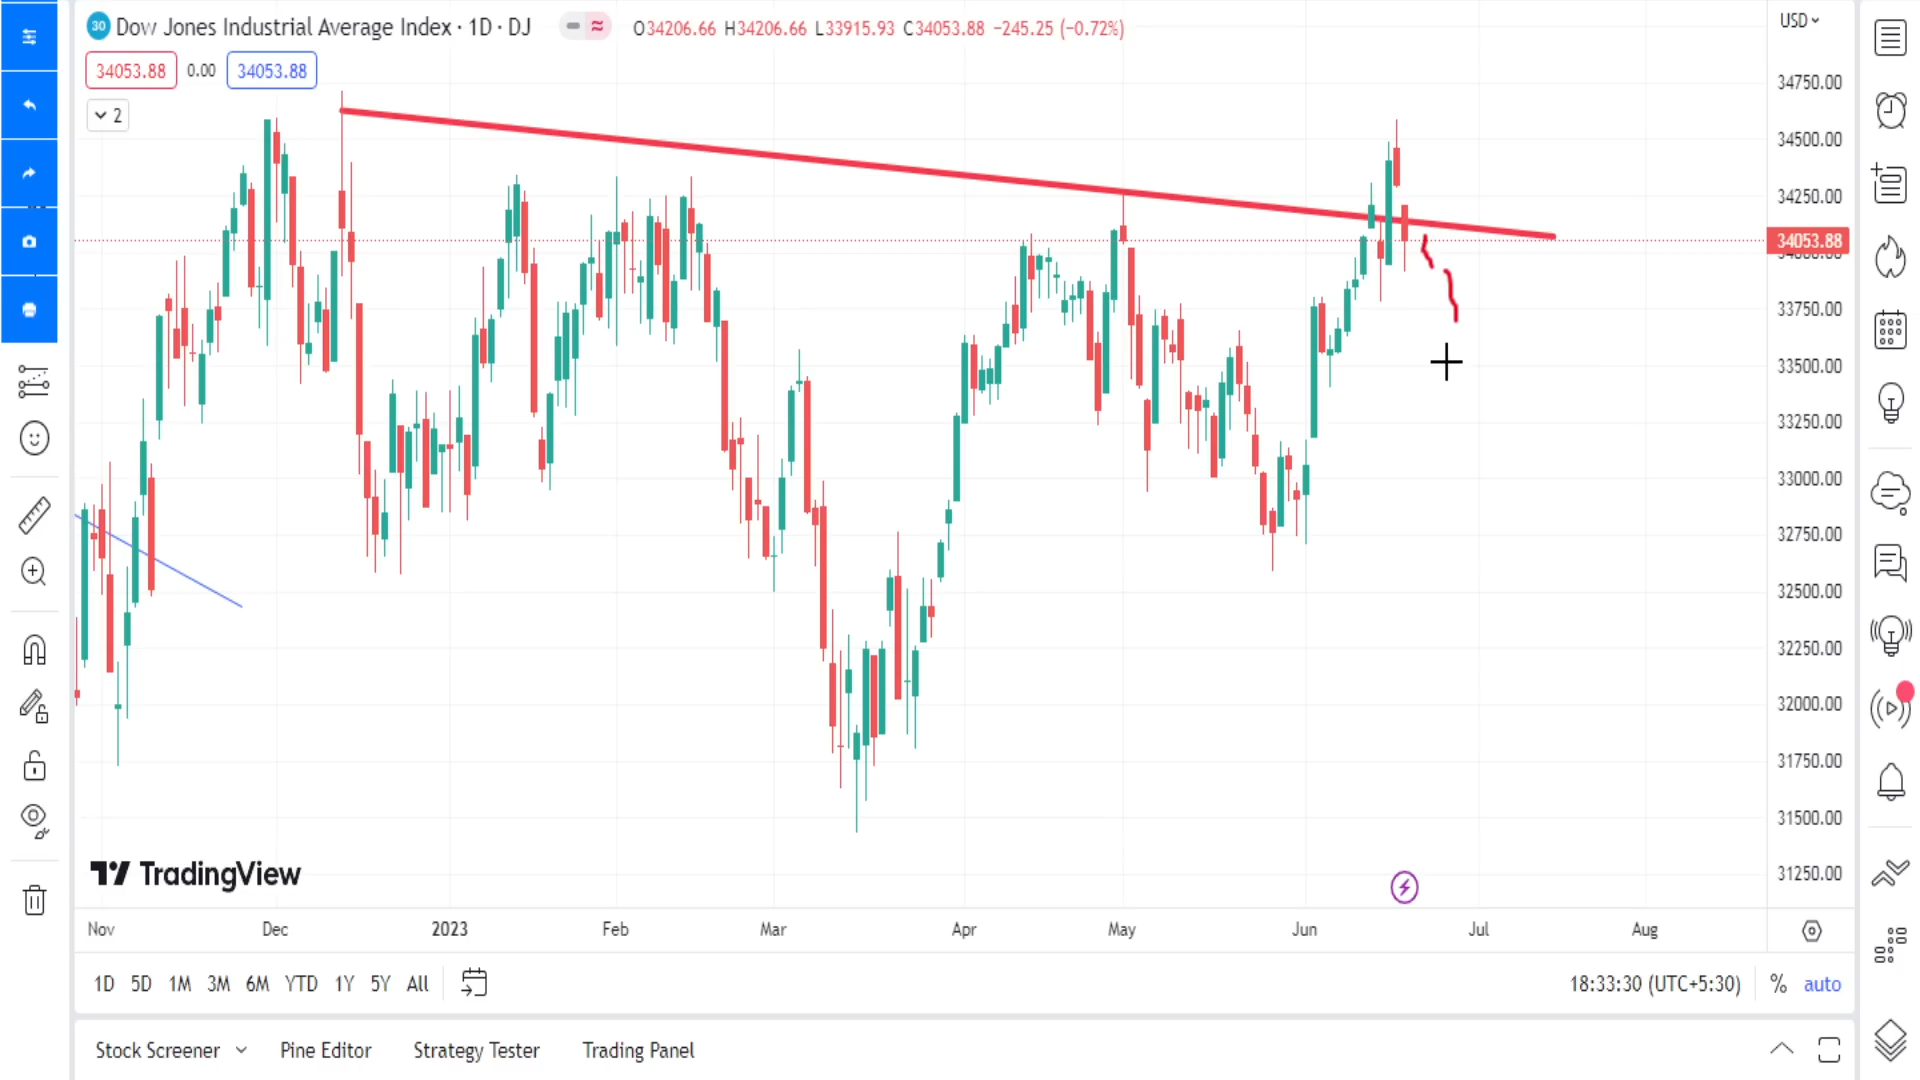 30 Dow Jones Industrial Average Index · 1D · DJ O34206.66 H34206.66 L33915.93 C34053.88 −245.25 (−0.72%) USD
34053.88 0.00 34053.88
34750.00
2
34500.00
34250.00
34053.88
33750.00
33500.00
33250.00
33000.00
32750.00
32500.00
32250.00
32000.00
31750.00
31500.00
TradingView
31250.00
Nov Dec 2023 Feb Mar Apr May Jun Jul Aug
1D 5D 1M 3M 6M YTD 1Y 5Y All 18:33:30 (UTC+5:30) % auto
Stock Screener Pine Editor Strategy Tester Trading Panel